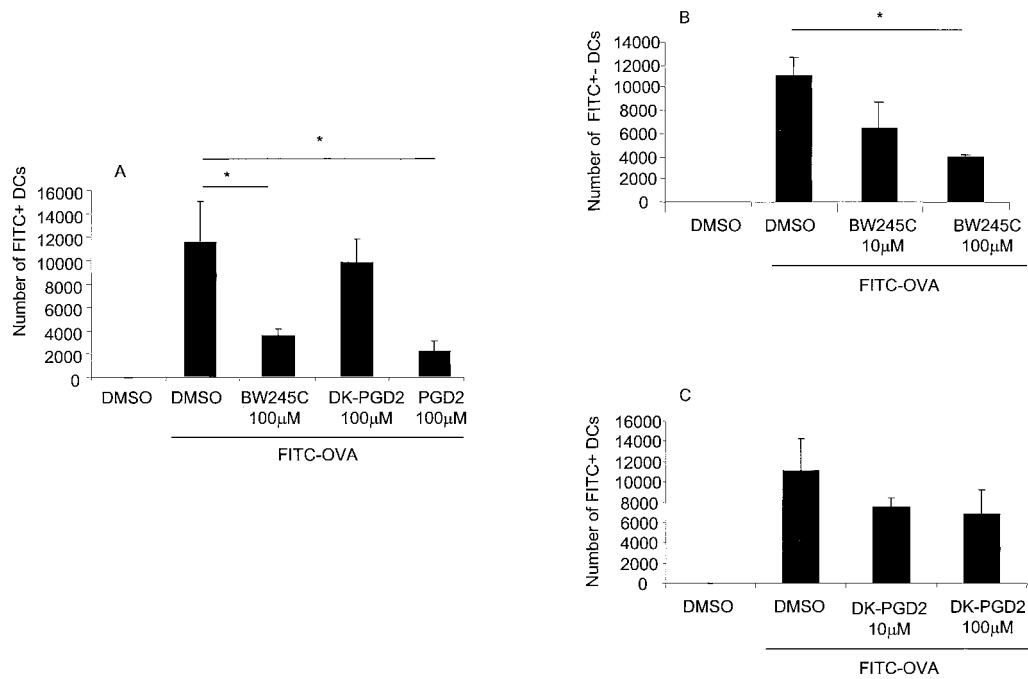 A
*
*
Number of FITC+ DCs
16000
14000
12000
10000
8000
6000
4000
2000
0
DMSO DMSO BW245C DK-PGD2 PGD2
100µM 100µM 100µM
FITC-OVA
B
*
Number of FITC+- DCs
14000
12000
10000
8000
6000
4000
2000
0
DMSO DMSO BW245C BW245C
10µM 100µM
FITC-OVA
C
Number of FITC+ DCs
16000
14000
12000
10000
8000
6000
4000
2000
0
DMSO DMSO DK-PGD2 DK-PGD2
10µM 100µM
FITC-OVA